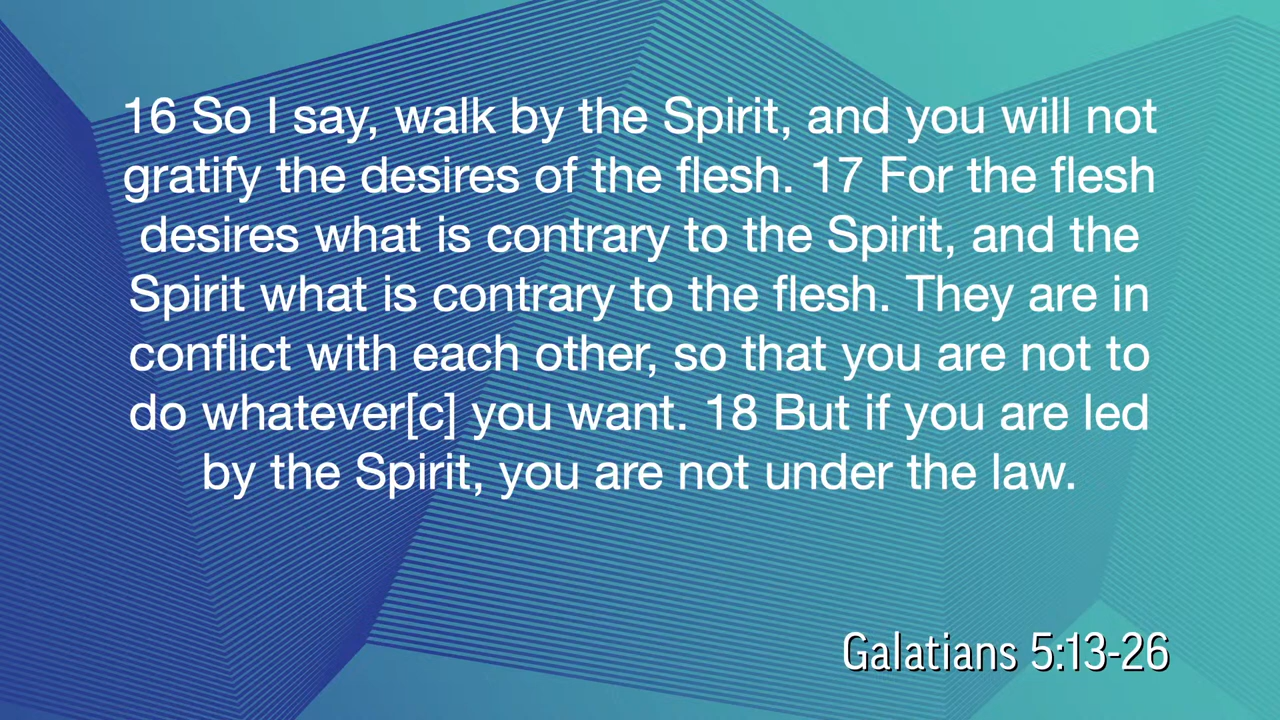 16 So I say, walk by the Spirit, and you will not
gratify the desires of the flesh. 17 For the flesh
desires what is contrary to the Spirit, and the
Spirit what is contrary to the flesh. They are in
conflict with each other, so that you are not to
do whatever[c] you want. 18 But if you are led
by the Spirit, you are not under the law.
Galatians 5:13-26